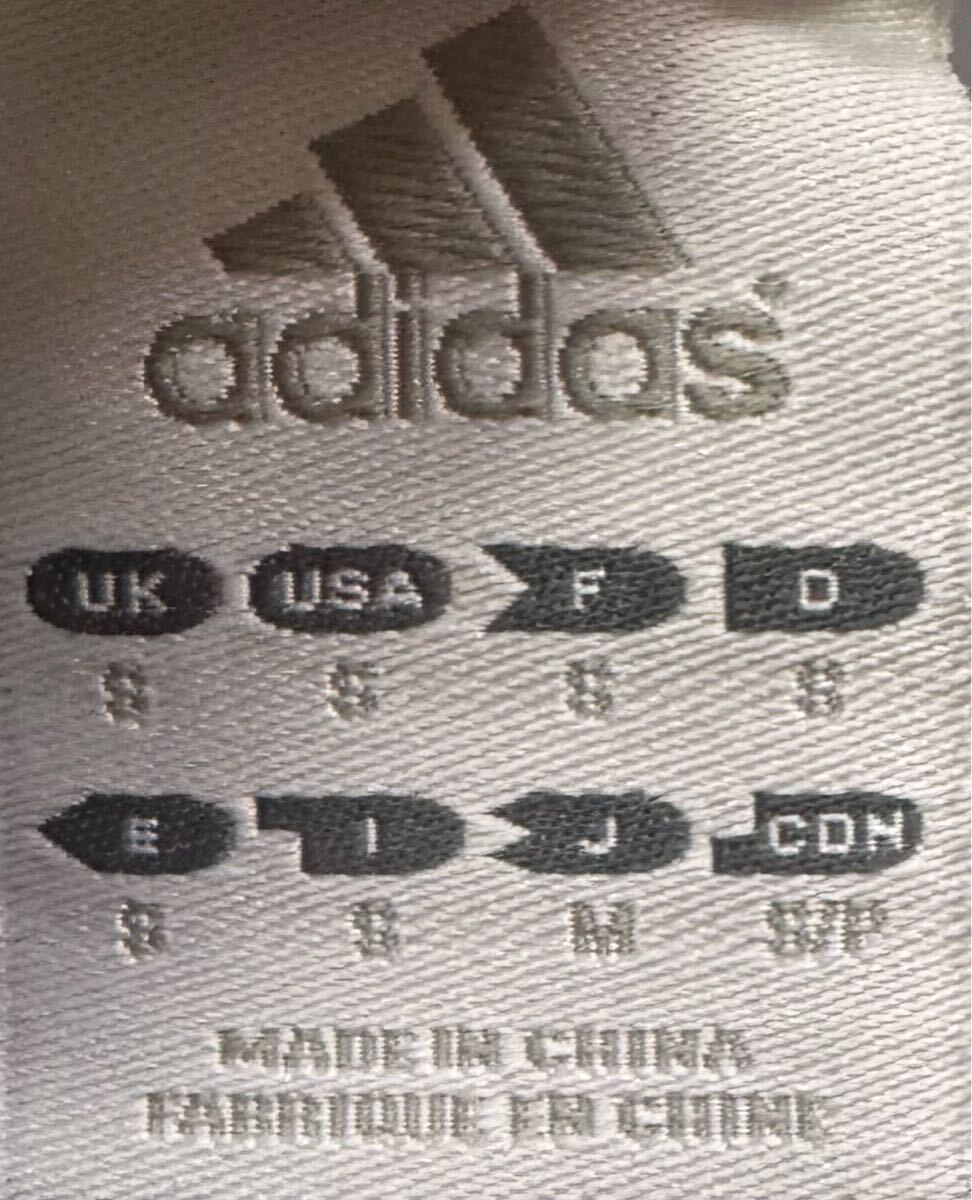 adidas
UK USA F D
S S S S
E I J CDN
S S M S/P
MADE IN CHINA
FABRIQUE EN CHINE